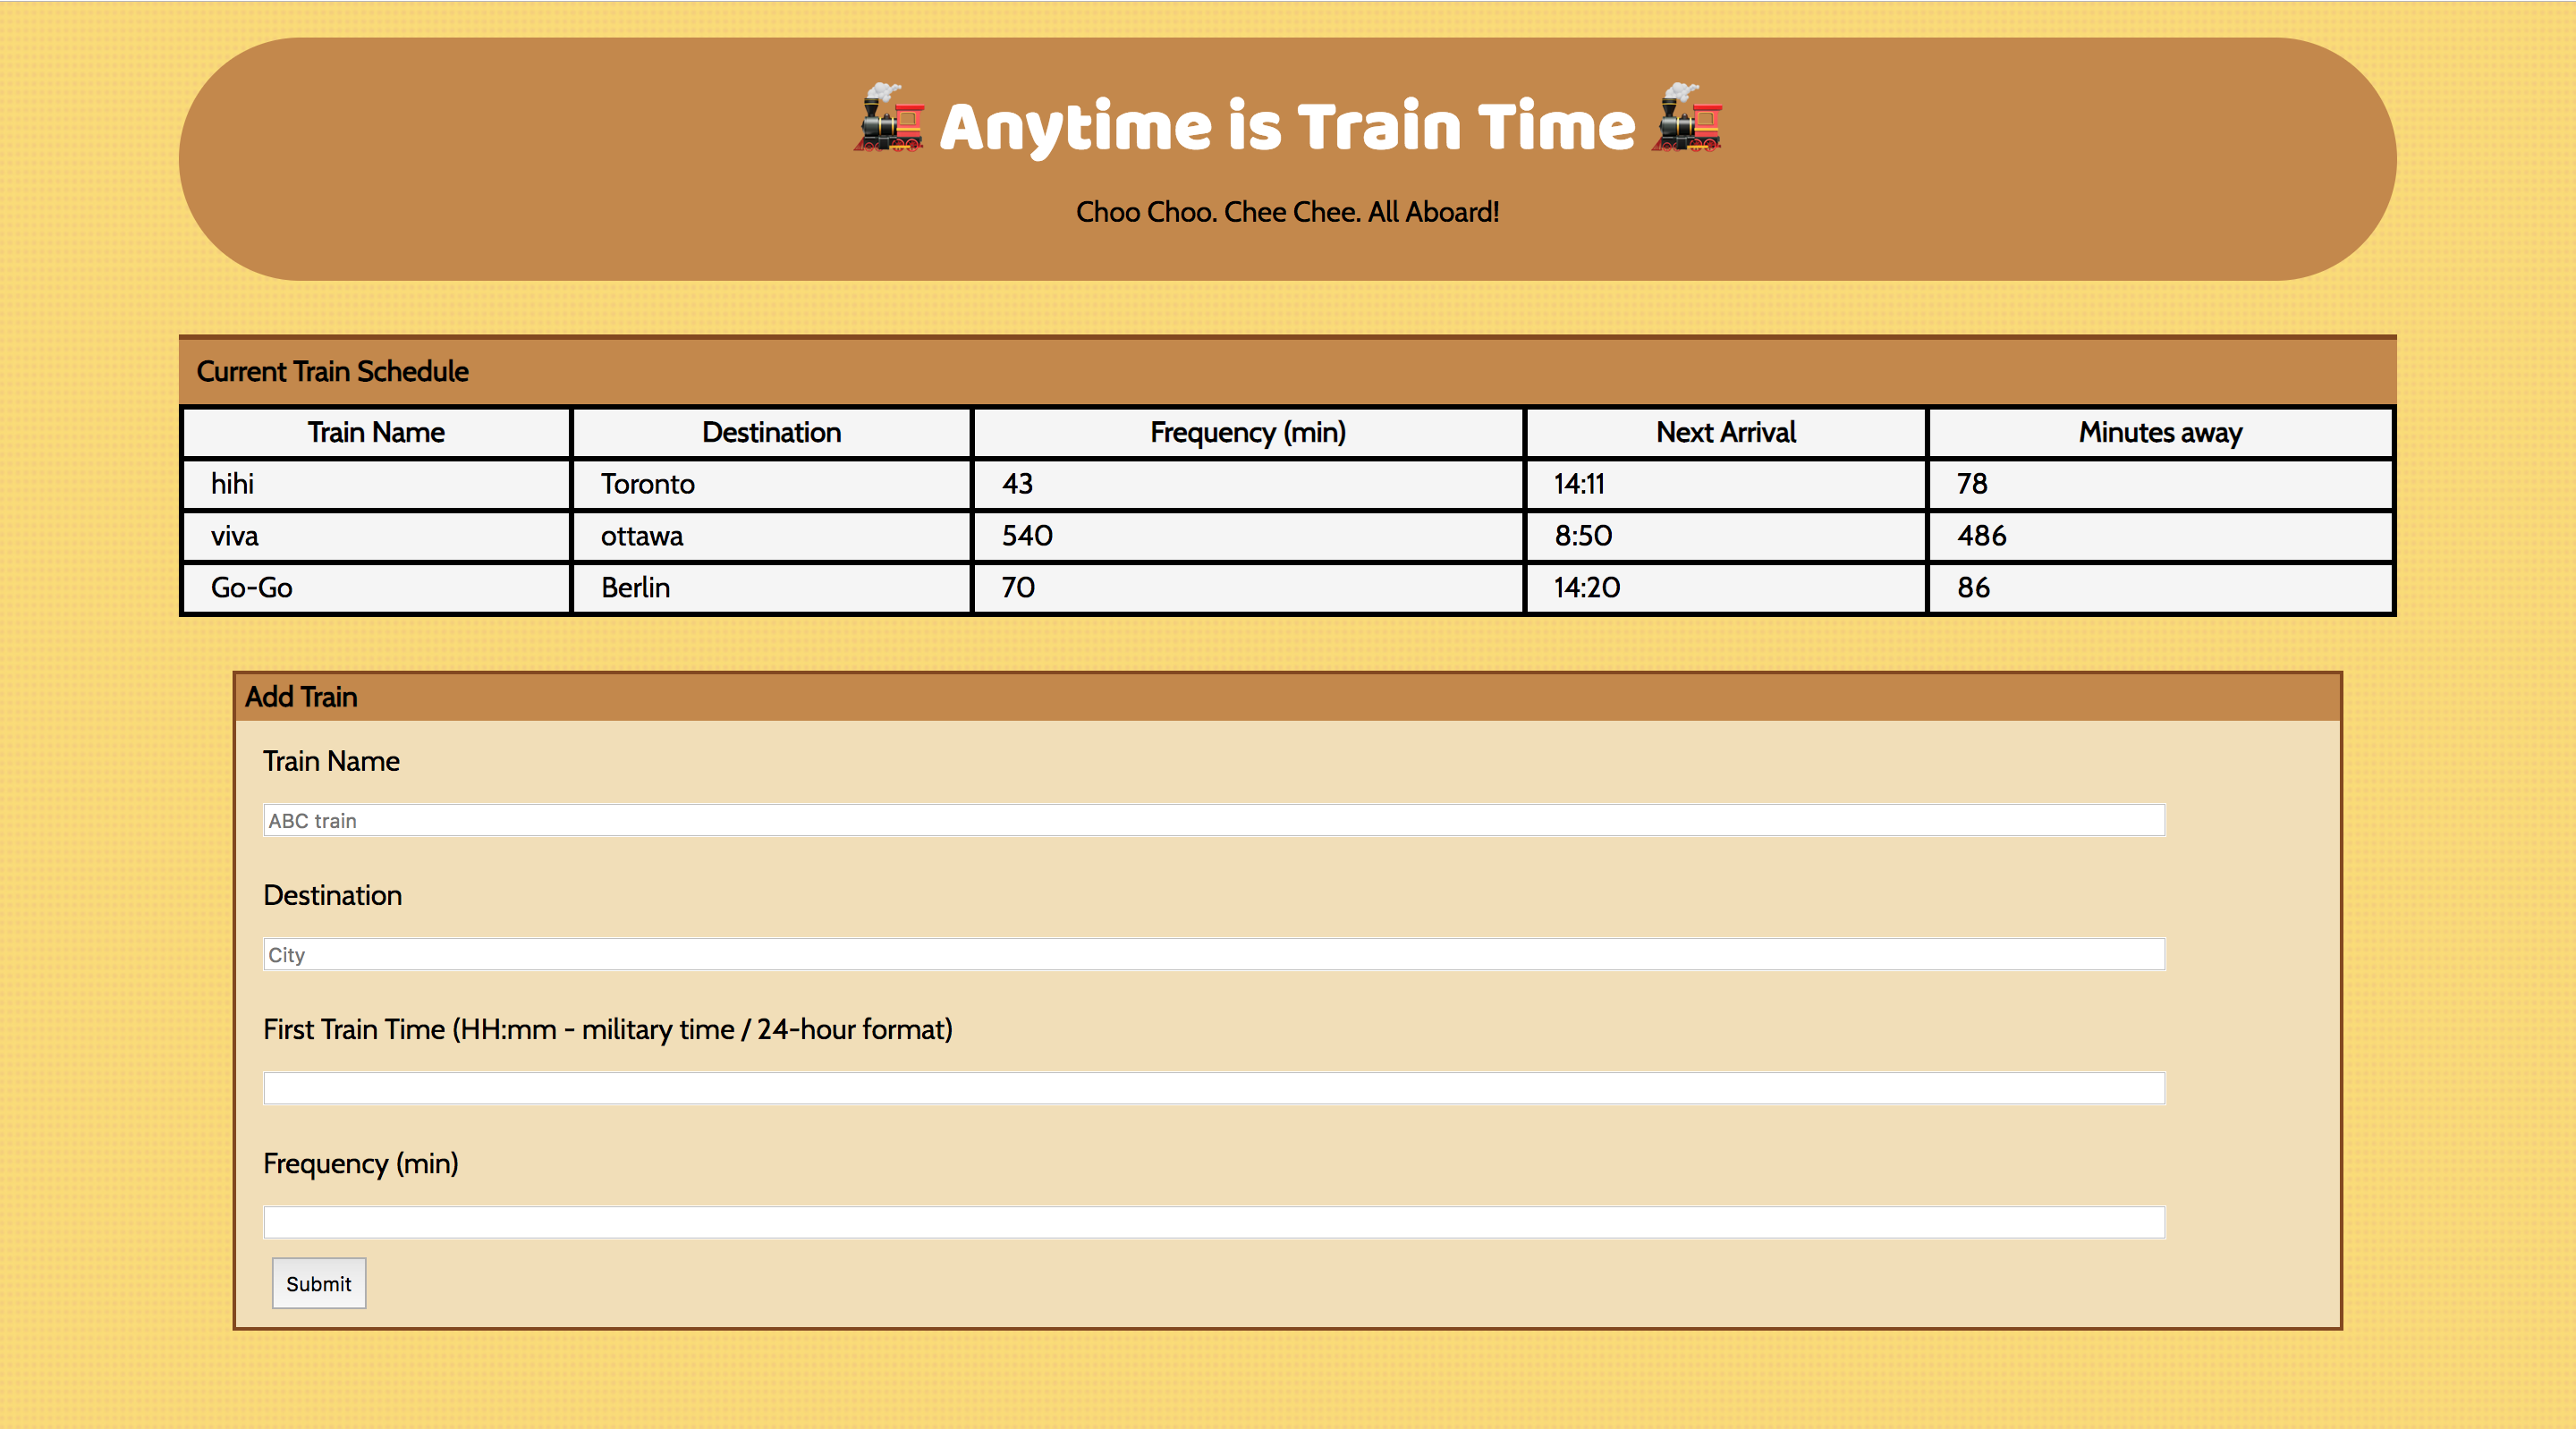 Anytime is Train Time
Choo Choo. Chee Chee. All Aboard!
Current Train Schedule
Train Name Destination Frequency (min) Next Arrival Minutes away
hihi Toronto 43 14:11 78
viva ottawa 540 8:50 486
Go-Go Berlin 70 14:20 86
Add Train
Train Name
ABC train
Destination
City
First Train Time (HH:mm - military time / 24-hour format)
Frequency (min)
Submit